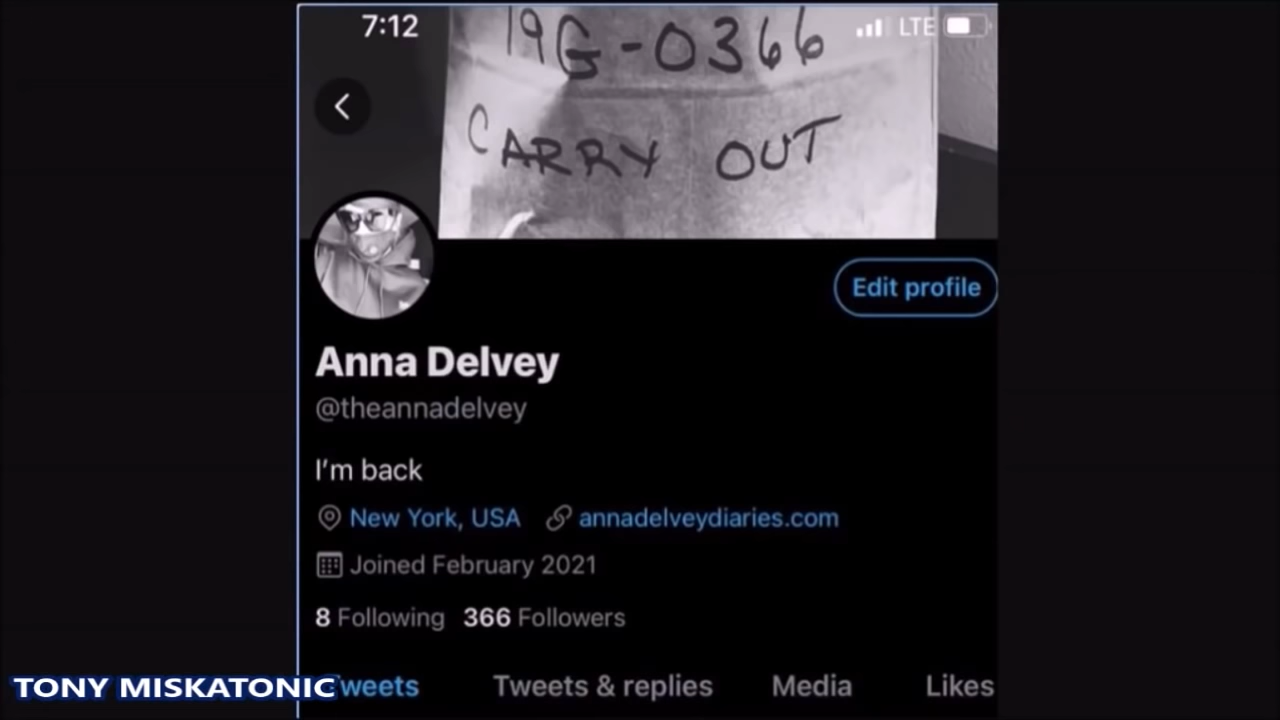 7:12 LTE
19G-0366
CARRY OUT
Edit profile
Anna Delvey
@theannadelvey
I'm back
New York, USA annadelveydiaries.com
Joined February 2021
8 Following 366 Followers
Tweets Tweets & replies Media Likes
TONY MISKATONIC